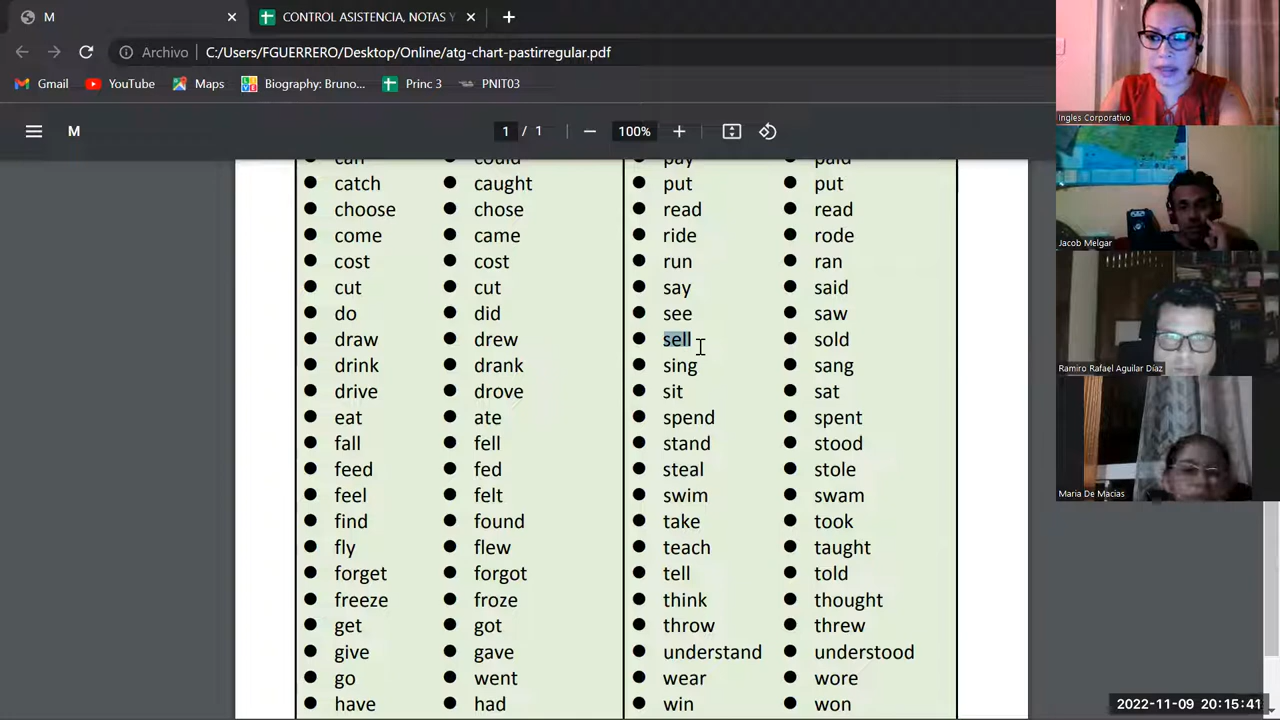 M
CONTROL ASISTENCIA, NOTAS Y
Archivo C:/Users/FGUERRERO/Desktop/Online/atg-chart-pastirregular.pdf
Gmail YouTube Maps Biography: Bruno... Princ 3 PNIT03
M 1 / 1 100%
can could pay paid
catch caught put put
choose chose read read
come came ride rode
cost cost run ran
cut cut say said
do did see saw
draw drew sell sold
drink drank sing sang
drive drove sit sat
eat ate spend spent
fall fell stand stood
feed fed steal stole
feel felt swim swam
find found take took
fly flew teach taught
forget forgot tell told
freeze froze think thought
get got throw threw
give gave understand understood
go went wear wore
have had win won
Ingles Corporativo
Jacob Melgar
Ramiro Rafael Aguilar Díaz
Maria De Macias
2022-11-09 20:15:41